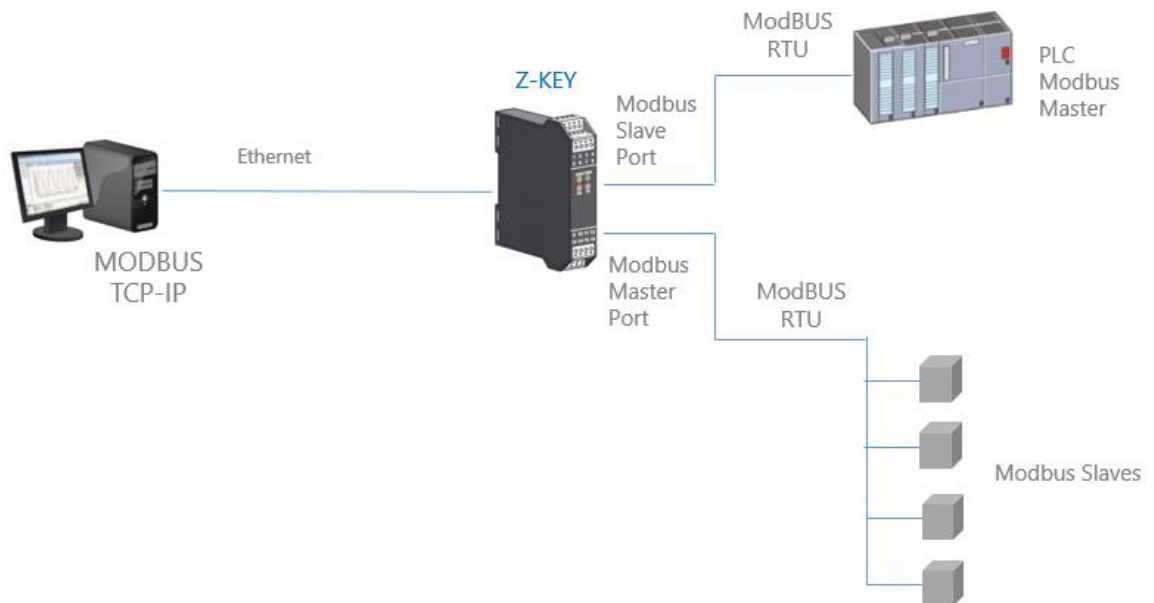 ModBUS
RTU
PLC
Modbus
Master
Z-KEY
Modbus
Slave
Port
Ethernet
MODBUS
TCP-IP
Modbus
Master
Port
ModBUS
RTU
Modbus Slaves